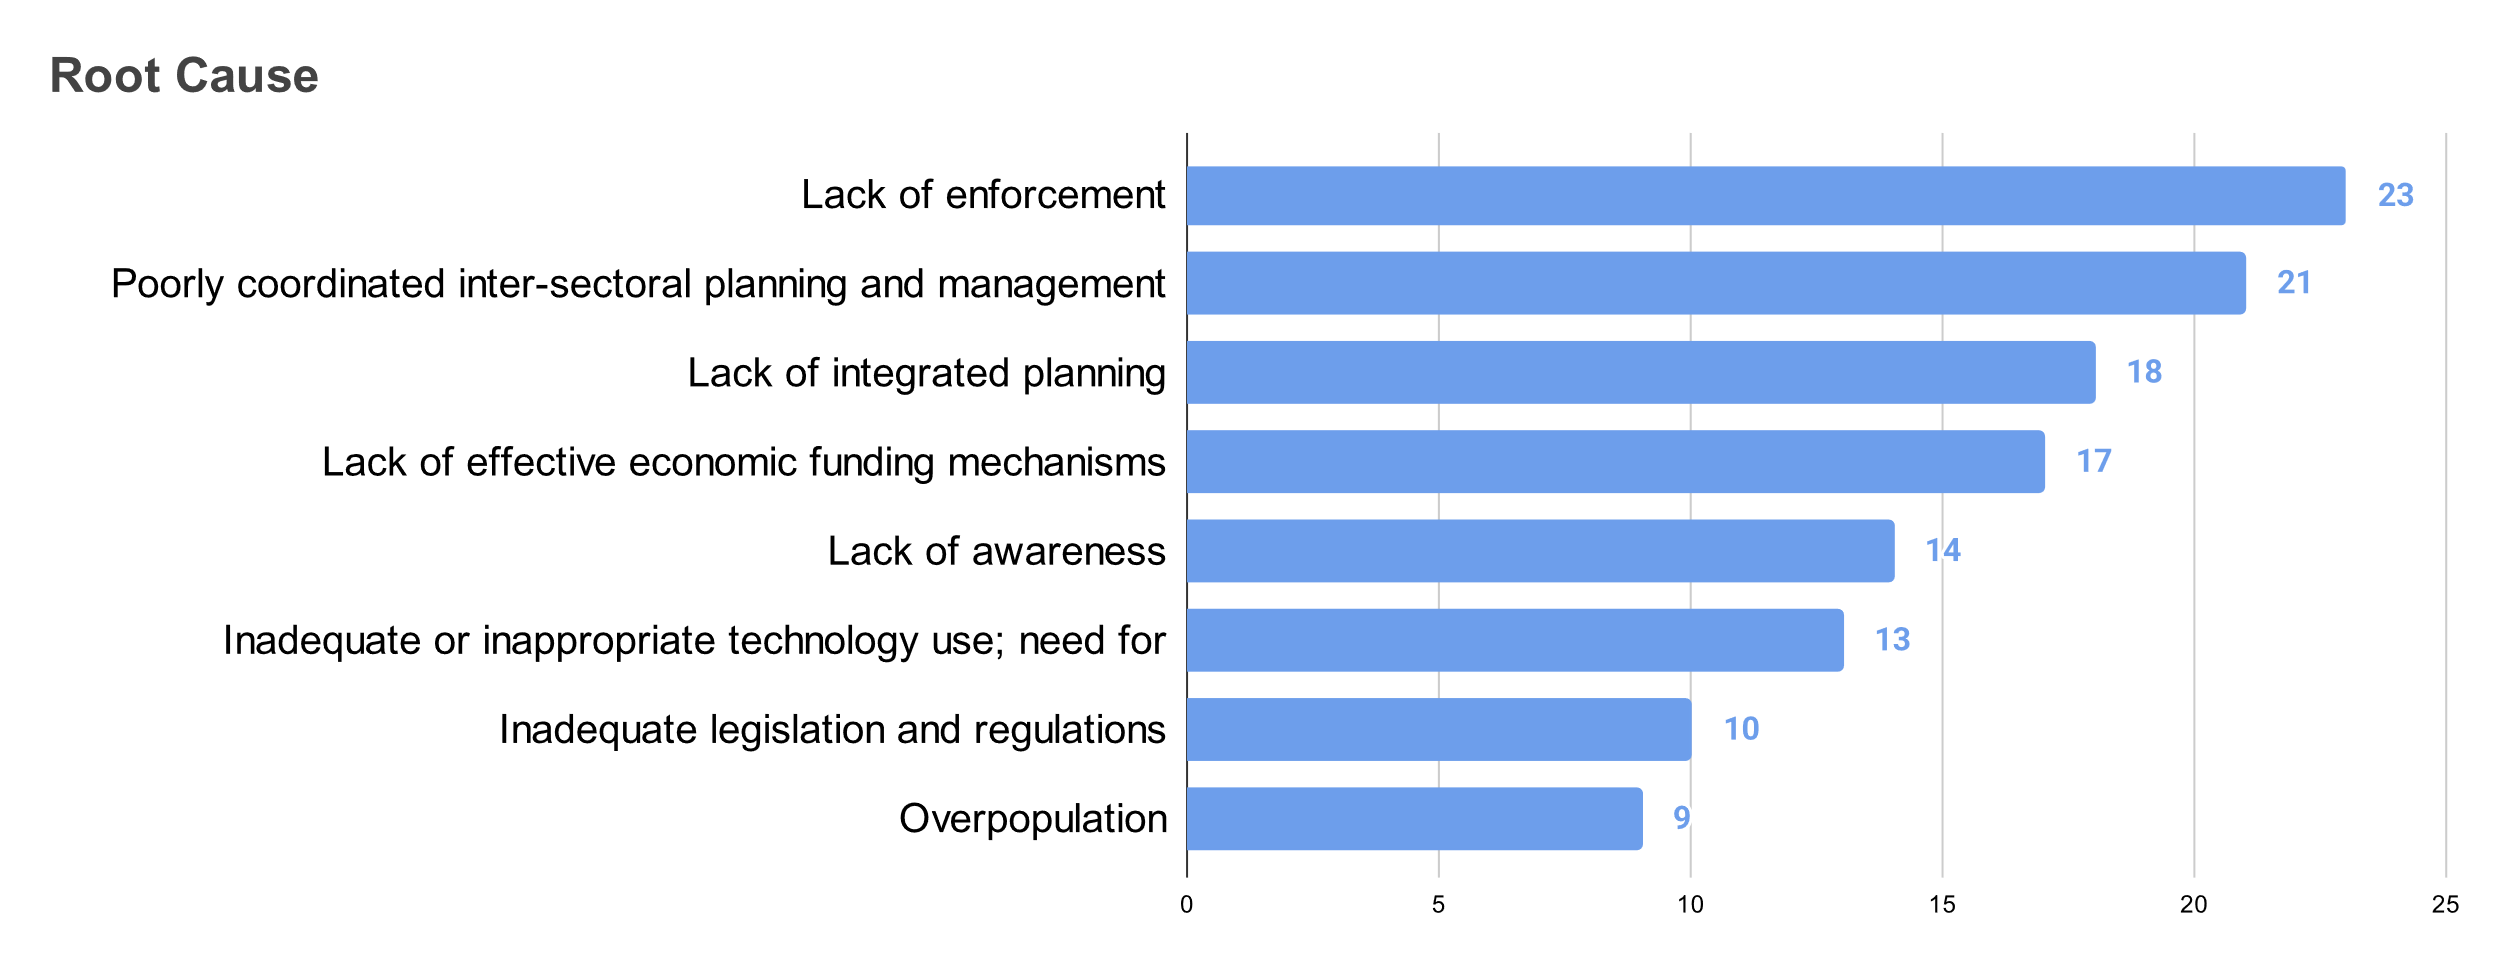 Root Cause
Lack of enforcement 23
Poorly coordinated inter-sectoral planning and management 21
Lack of integrated planning 18
Lack of effective economic funding mechanisms 17
Lack of awareness 14
Inadequate or inappropriate technology use; need for 13
Inadequate legislation and regulations 10
Overpopulation 9
0 5 10 15 20 25